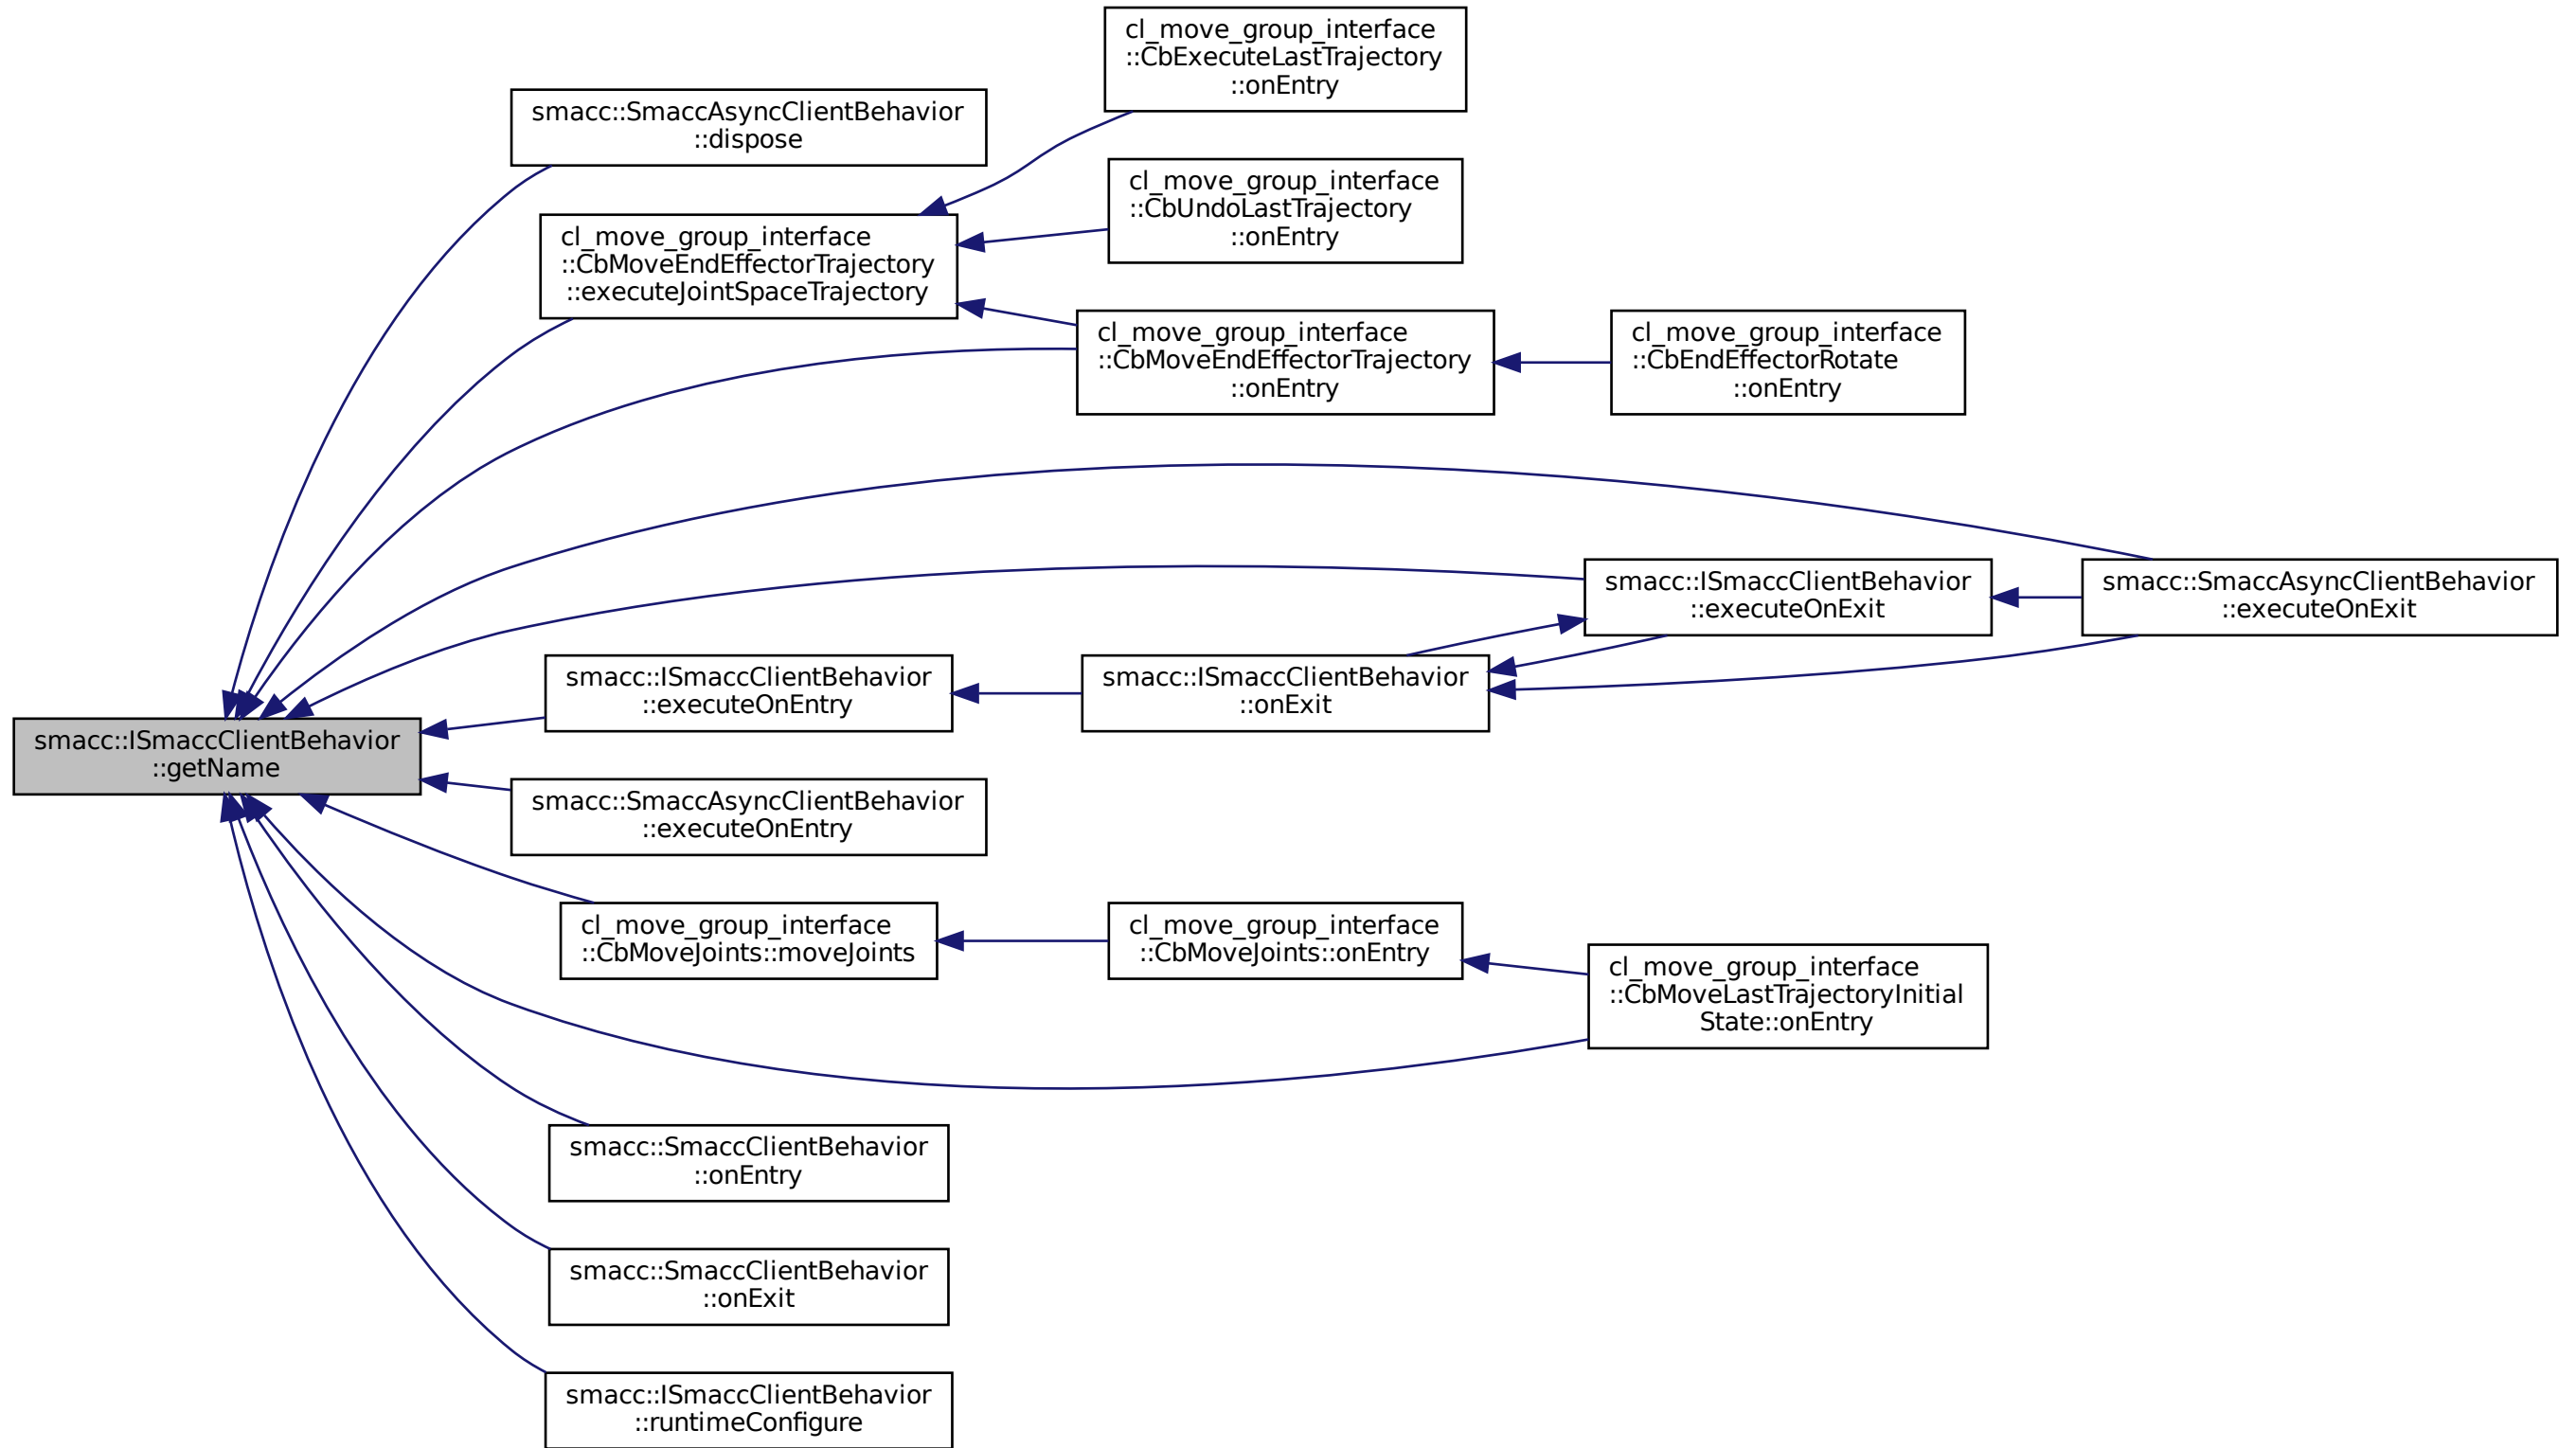 cl_move_group_interface
::CbExecuteLastTrajectory
::onEntry
smacc::SmaccAsyncClientBehavior
::dispose
cl_move_group_interface
::CbUndoLastTrajectory
::onEntry
cl_move_group_interface
::CbMoveEndEffectorTrajectory
::executeJointSpaceTrajectory
cl_move_group_interface
::CbMoveEndEffectorTrajectory
::onEntry
cl_move_group_interface
::CbEndEffectorRotate
::onEntry
smacc::ISmaccClientBehavior
::executeOnExit
smacc::SmaccAsyncClientBehavior
::executeOnExit
smacc::ISmaccClientBehavior
::executeOnEntry
smacc::ISmaccClientBehavior
::onExit
smacc::ISmaccClientBehavior
::getName
smacc::SmaccAsyncClientBehavior
::executeOnEntry
cl_move_group_interface
::CbMoveJoints::moveJoints
cl_move_group_interface
::CbMoveJoints::onEntry
cl_move_group_interface
::CbMoveLastTrajectoryInitial
State::onEntry
smacc::SmaccClientBehavior
::onEntry
smacc::SmaccClientBehavior
::onExit
smacc::ISmaccClientBehavior
::runtimeConfigure